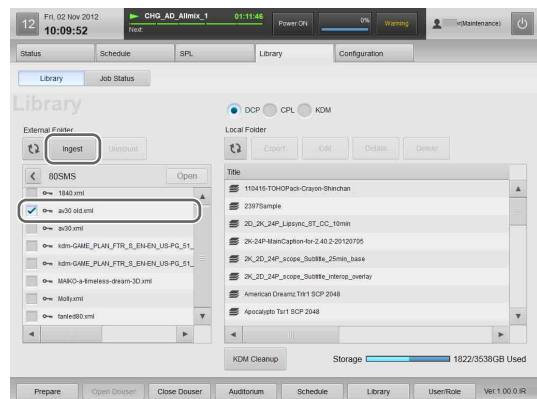 12 Fri, 02 Nov 2012 10:09:52
CHG_AD_Allmix_1 01:11:46
Next:
Power ON 0% Warning
(Maintenance)
Status Schedule SPL Library Configuration
Library Job Status
Library
DCP CPL KDM
External Folder
Ingest Unmount
80SMS Open
1840.xml
av30 old.xml
av30.xml
kdm-GAME_PLAN_FTR_S_EN-EN_US-PG_51_
kdm-GAME_PLAN_FTR_S_EN-EN_US-PG_51_
MAIKO-a-timeless-dream-3D.xml
Molly.xml
tanled80.xml
Local Folder
Export Edit Details Delete
Title
110416-TOHOPack-Crayon-Shinchan
2397Sample
2D_2K_24P_Lipsync_ST_CC_10min
2K-24P-MainCaption-for-2.40.2-20120705
2K_2D_24P_scope_Subtitle_25min_base
2K_2D_24P_scope_Subtitle_interop_overlay
American Dreamz Trlr1 SCP 2048
Apocalypto Tsr1 SCP 2048
KDM Cleanup Storage 1822/3538GB Used
Prepare Open Douser Close Douser Auditorium Schedule Library User/Role Ver.1.00.0.IR